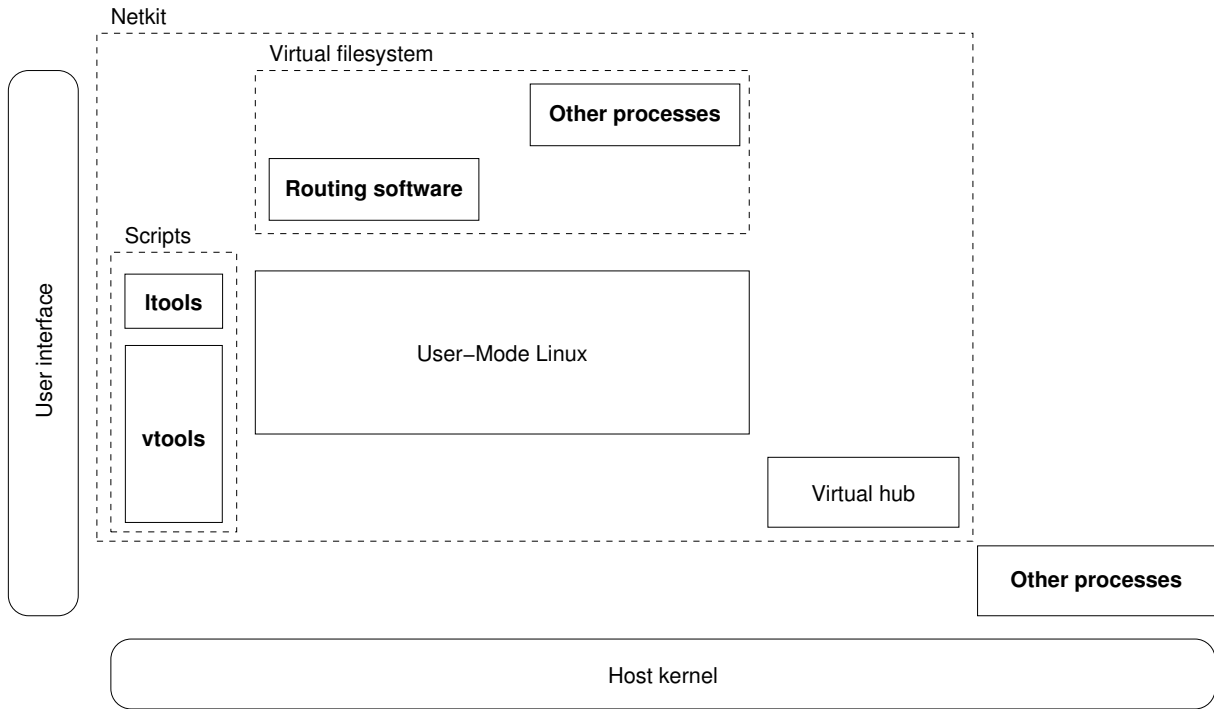 Netkit
Virtual filesystem
Other processes
Routing software
Scripts
ltools
User interface
User−Mode Linux
vtools
Virtual hub
Other processes
Host kernel